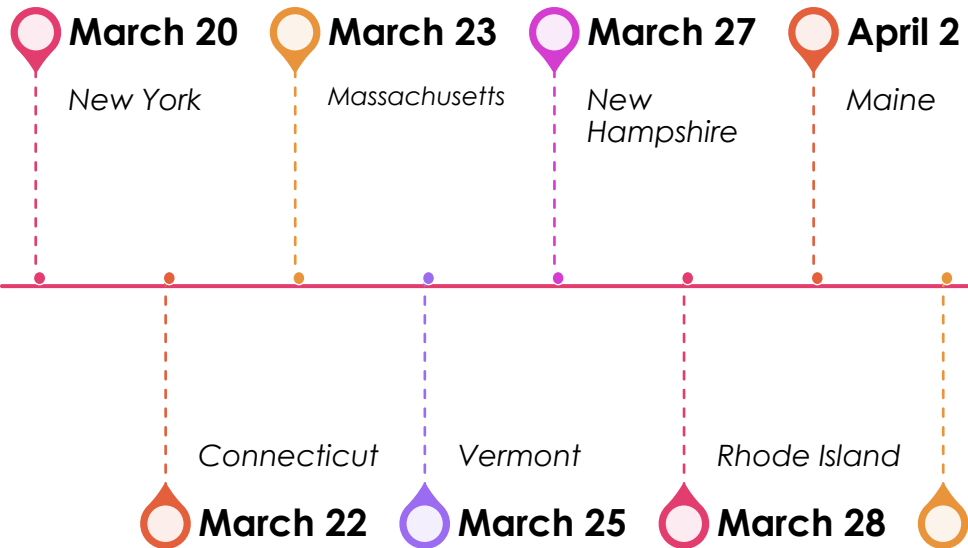 March 20
March 23
March 27
April 2
New York
Massachusetts
New
Hampshire
Maine
Connecticut
Vermont
Rhode Island
March 22
March 25
March 28